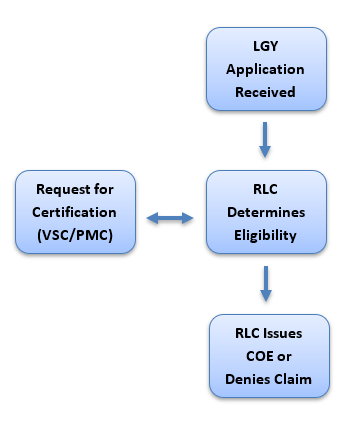 LGY
Application
Received
Request for
Certification
(VSC/PMC)
RLC
Determines
Eligibility
RLC Issues
COE or
Denies Claim